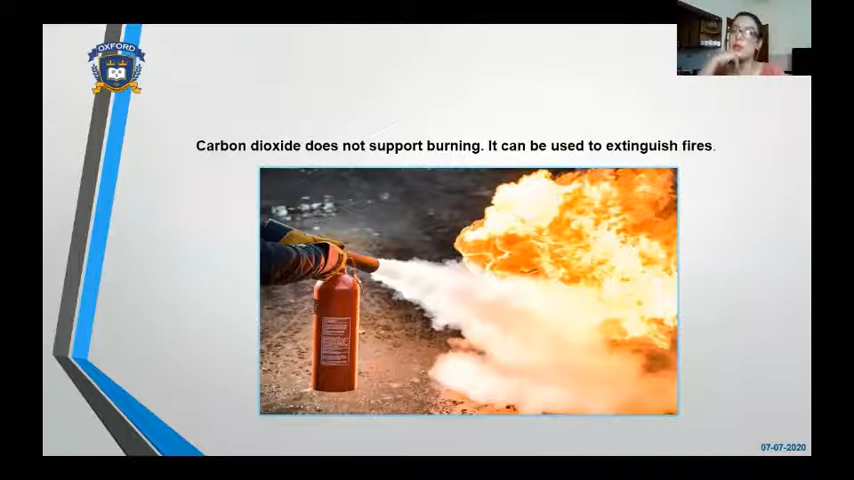 OXFORD
Carbon dioxide does not support burning. It can be used to extinguish fires.
07-07-2020